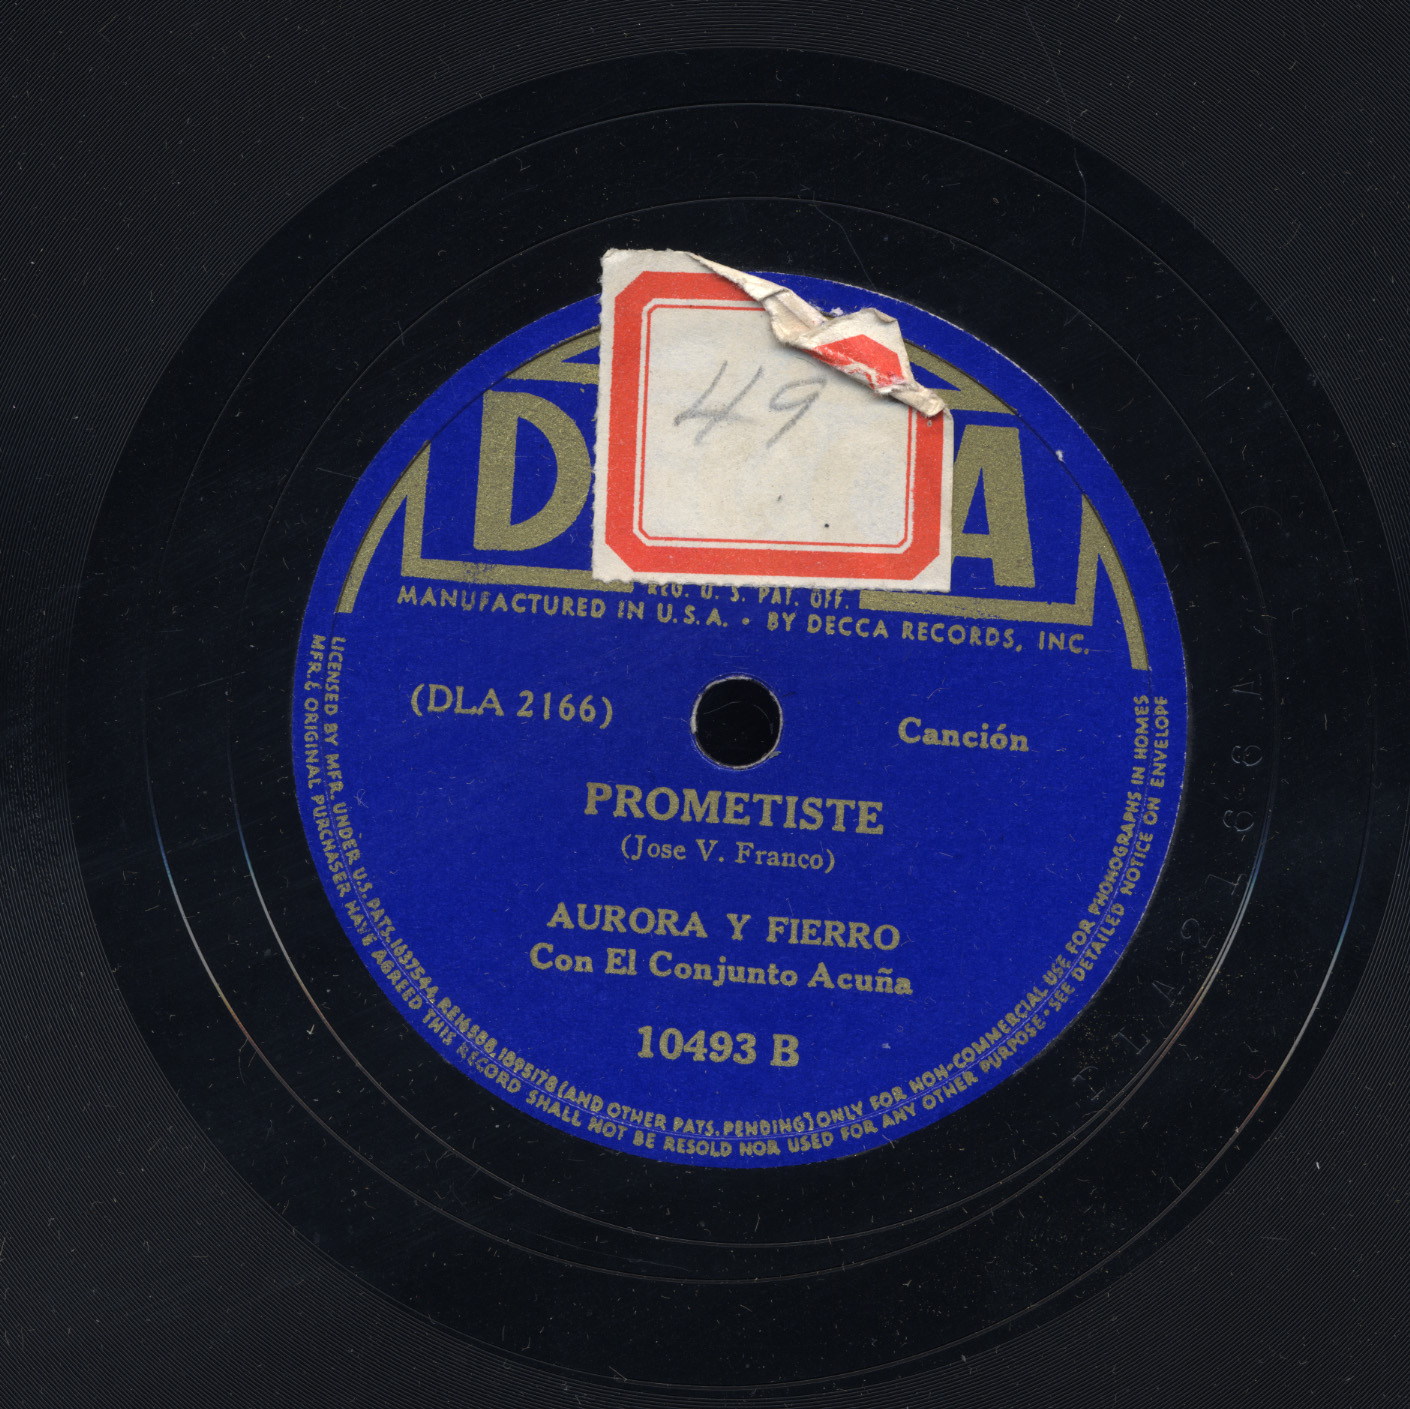 49
D
A
REG. U. S. PAT. OFF.
MANUFACTURED IN U.S.A. • BY DECCA RECORDS, INC.
(DLA 2166)
Canción
PROMETISTE
(Jose V. Franco)
AURORA Y FIERRO
Con El Conjunto Acuña
10493 B
LICENSED BY MFR. UNDER U.S. PATS. 1637544, RE16588, 1895178 (AND OTHER PATS. PENDING) ONLY FOR NON-COMMERCIAL USE FOR PHONOGRAPHS IN HOMES
MFR. & ORIGINAL PURCHASER HAVE AGREED THIS RECORD SHALL NOT BE RESOLD NOR USED FOR ANY OTHER PURPOSE • SEE DETAILED NOTICE ON ENVELOPE